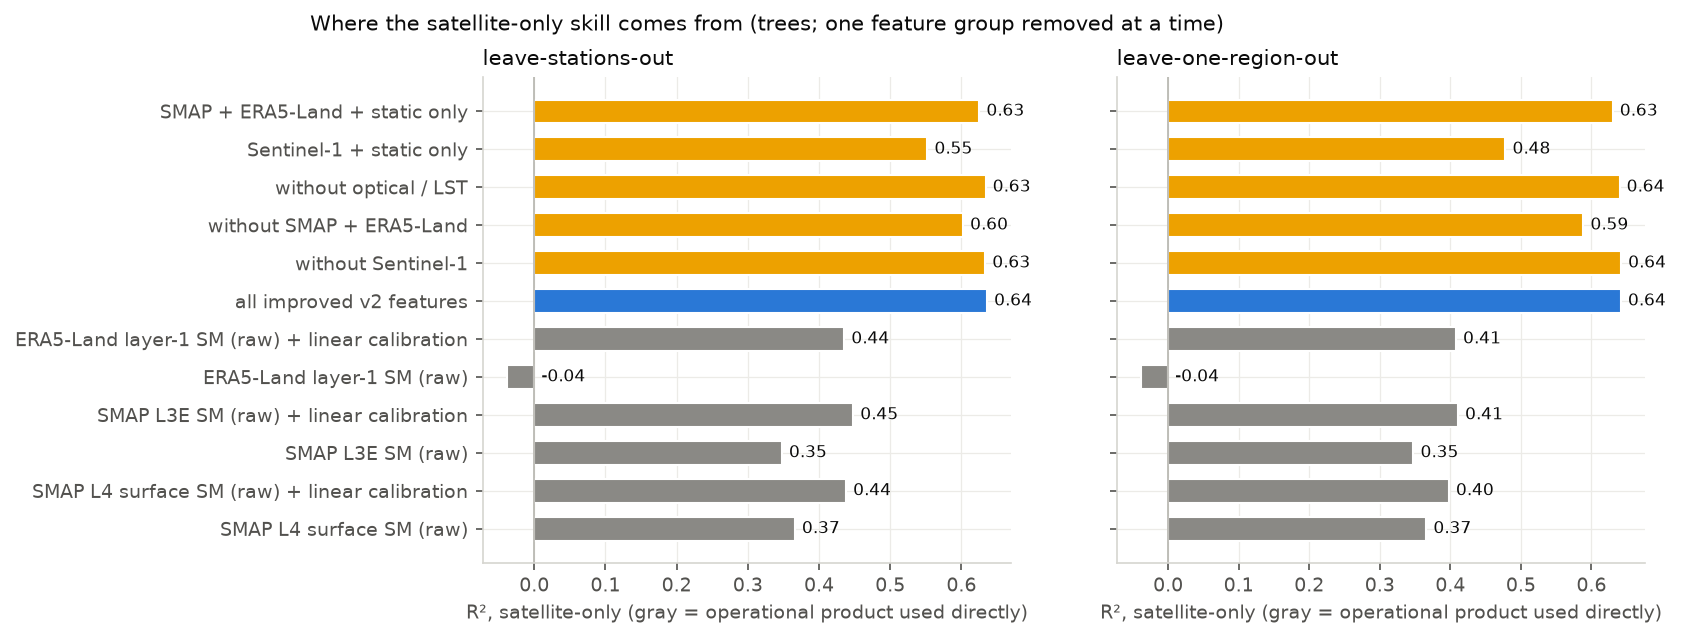 Where the satellite-only skill comes from (trees; one feature group removed at a time)
leave-stations-out
leave-one-region-out
SMAP + ERA5-Land + static only 0.63 0.63
Sentinel-1 + static only 0.55 0.48
without optical / LST 0.63 0.64
without SMAP + ERA5-Land 0.60 0.59
without Sentinel-1 0.63 0.64
all improved v2 features 0.64 0.64
ERA5-Land layer-1 SM (raw) + linear calibration 0.44 0.41
ERA5-Land layer-1 SM (raw) -0.04 -0.04
SMAP L3E SM (raw) + linear calibration 0.45 0.41
SMAP L3E SM (raw) 0.35 0.35
SMAP L4 surface SM (raw) + linear calibration 0.44 0.40
SMAP L4 surface SM (raw) 0.37 0.37
0.0 0.1 0.2 0.3 0.4 0.5 0.6
0.0 0.1 0.2 0.3 0.4 0.5 0.6
R², satellite-only (gray = operational product used directly)
R², satellite-only (gray = operational product used directly)